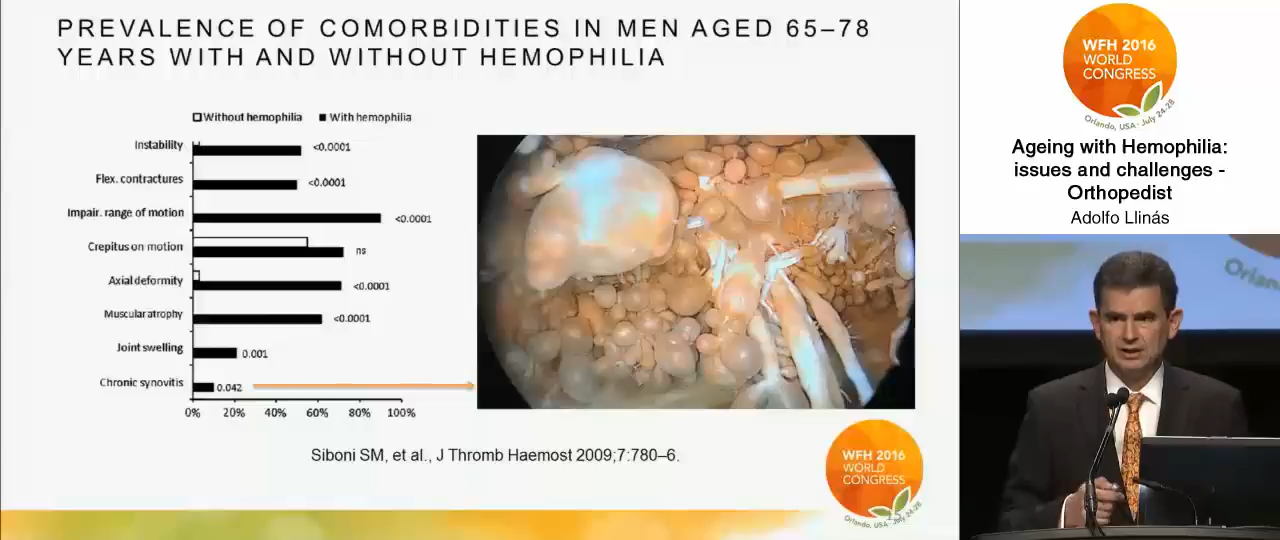 PREVALENCE OF COMORBIDITIES IN MEN AGED 65–78
YEARS WITH AND WITHOUT HEMOPHILIA
Without hemophilia With hemophilia
Instability <0.0001
Flex. contractures <0.0001
Impair. range of motion <0.0001
Crepitus on motion ns
Axial deformity <0.0001
Muscular atrophy <0.0001
Joint swelling 0.001
Chronic synovitis 0.042
0% 20% 40% 60% 80% 100%
Siboni SM, et al., J Thromb Haemost 2009;7:780–6.
WFH 2016
WORLD
CONGRESS
Orlando, USA · July 24-28
WFH 2016
WORLD
CONGRESS
Orlando, USA · July 24-28
Ageing with Hemophilia:
issues and challenges -
Orthopedist
Adolfo Llinás